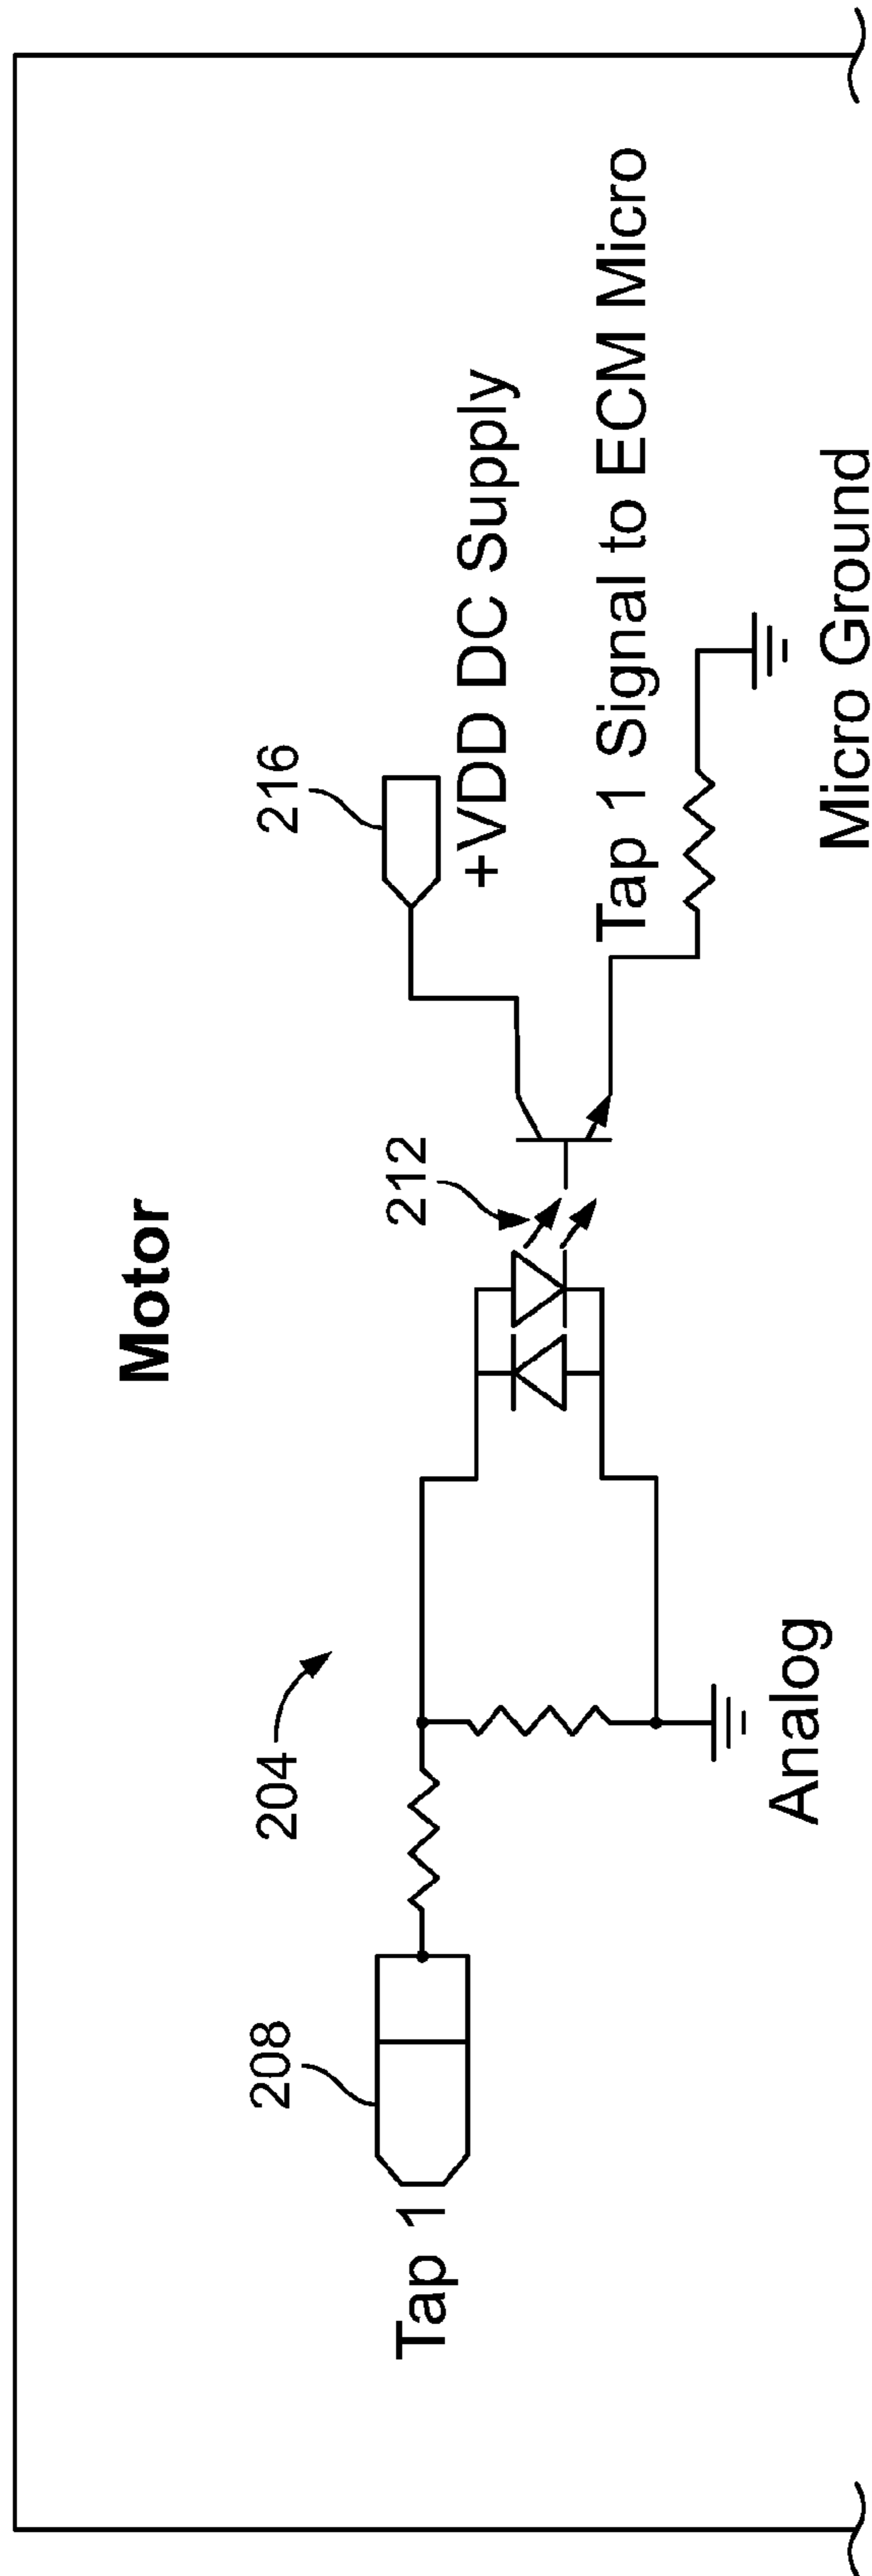 Motor
204
208
212
216
Tap 1
+VDD DC Supply
Tap 1 Signal to ECM Micro
Analog
Micro Ground